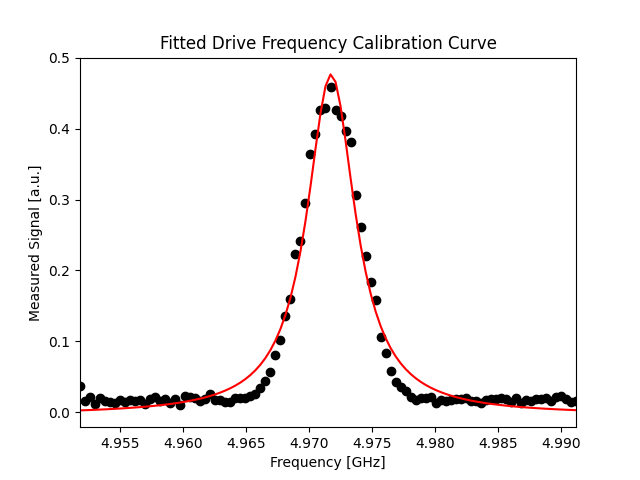 Fitted Drive Frequency Calibration Curve
0.5
0.4
0.3
0.2
0.1
0.0
Measured Signal [a.u.]
4.955 4.960 4.965 4.970 4.975 4.980 4.985 4.990
Frequency [GHz]